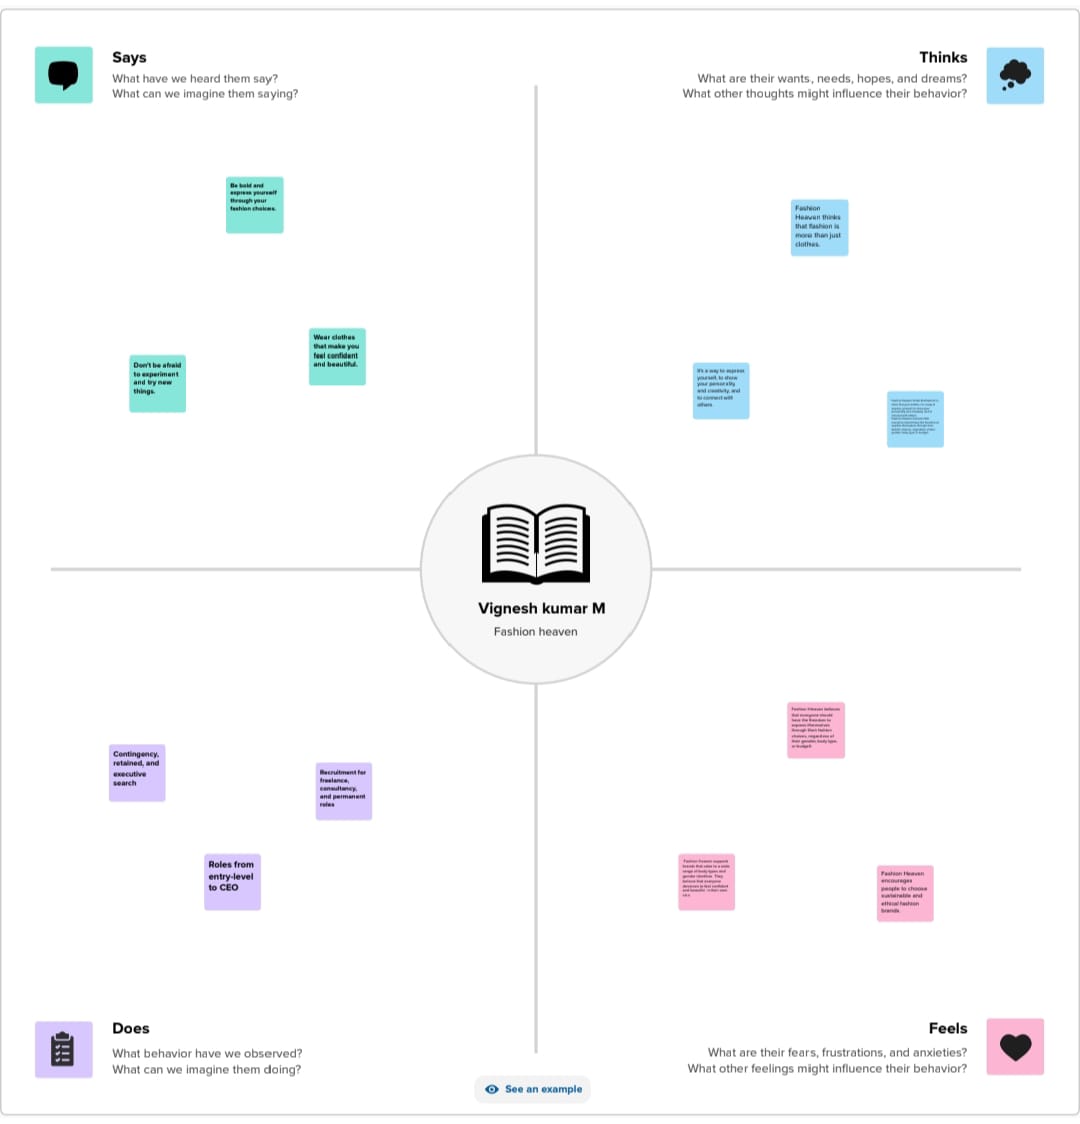 Says
What have we heard them say?
What can we imagine them saying?
Thinks
What are their wants, needs, hopes, and dreams?
What other thoughts might influence their behavior?
Be bold and
express yourself
through your
fashion choices.
Don't be afraid
to experiment
and try new
things.
Wear clothes
that make you
feel confident
and beautiful.
Fashion
Heaven thinks
that fashion is
more than just
clothes.
It's a way to express
yourself, to show
your personality
and creativity, and
to connect with
others.
Vignesh kumar M
Fashion heaven
Contingency,
retained, and
executive
search
Recruitment for
freelance,
consultancy,
and permanent
roles
Roles from
entry-level
to CEO
Fashion Heaven believes
that everyone should
have the freedom to
express themselves
through their fashion
choices, regardless of
their gender, body type,
or budget.
Fashion Heaven supports
brands that cater to a wide
range of body types and
gender identities. They
believe that everyone
deserves to feel confident
and beautiful in their own
skin.
Fashion Heaven
encourages
people to choose
sustainable and
ethical fashion
brands.
Does
What behavior have we observed?
What can we imagine them doing?
Feels
What are their fears, frustrations, and anxieties?
What other feelings might influence their behavior?
See an example